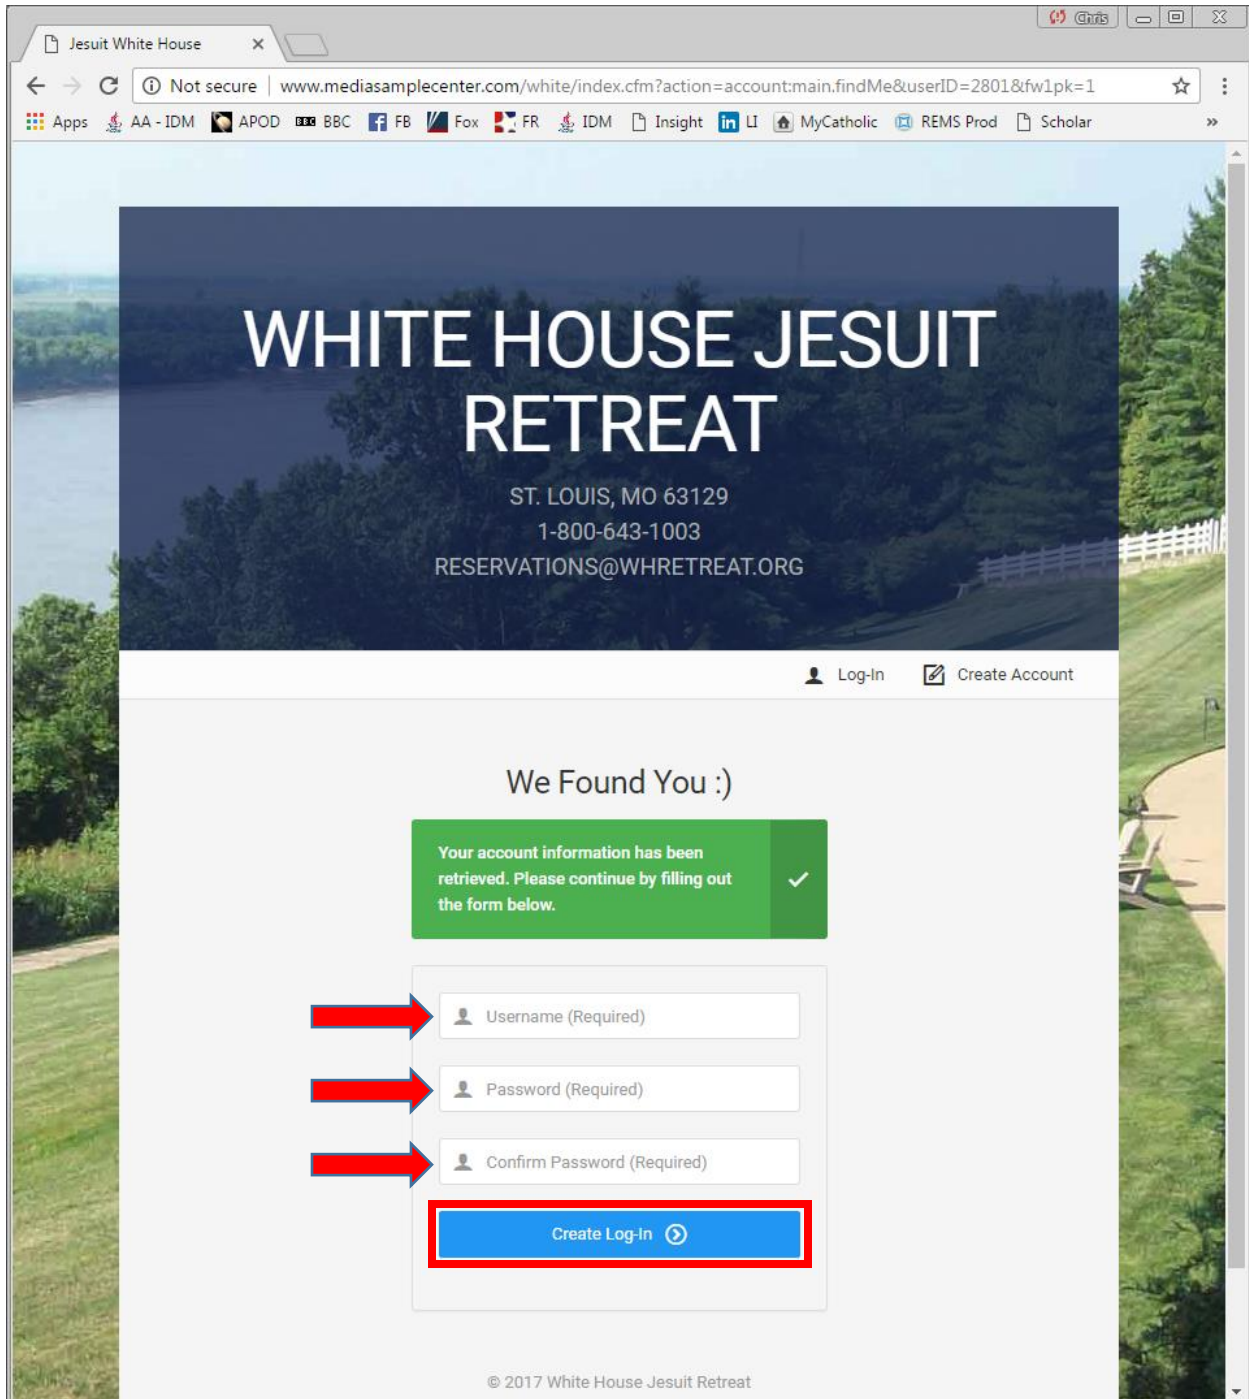 Chris
Jesuit White House
Not secure | www.mediasamplecenter.com/white/index.cfm?action=account:main.findMe&userID=2801&fw1pk=1
Apps AA - IDM APOD BBC BBC FB Fox FR IDM Insight in LI MyCatholic REMS Prod Scholar »
WHITE HOUSE JESUIT
RETREAT
ST. LOUIS, MO 63129
1-800-643-1003
RESERVATIONS@WHRETREAT.ORG
Log-In Create Account
We Found You :)
Your account information has been
retrieved. Please continue by filling out
the form below.
Username (Required)
Password (Required)
Confirm Password (Required)
Create Log-In
© 2017 White House Jesuit Retreat